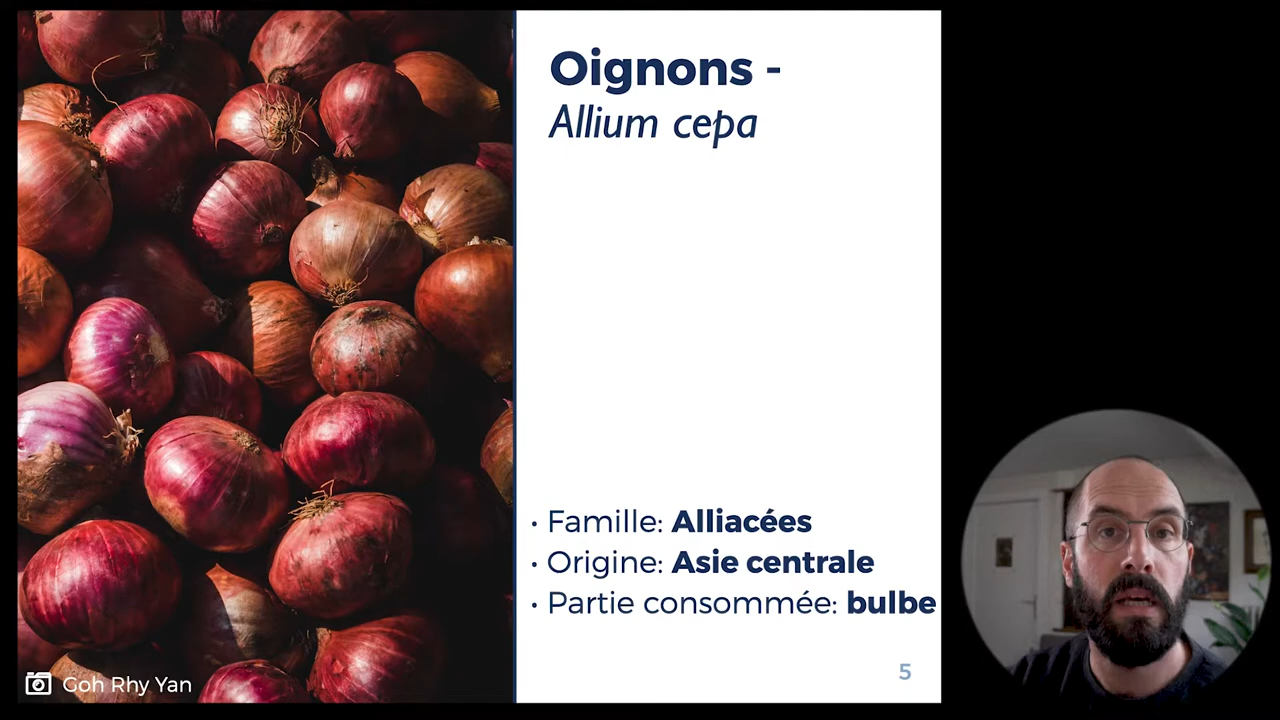 Oignons -
Allium cepa
• Famille: Alliacées
• Origine: Asie centrale
• Partie consommée: bulbe
5
Goh Rhy Yan